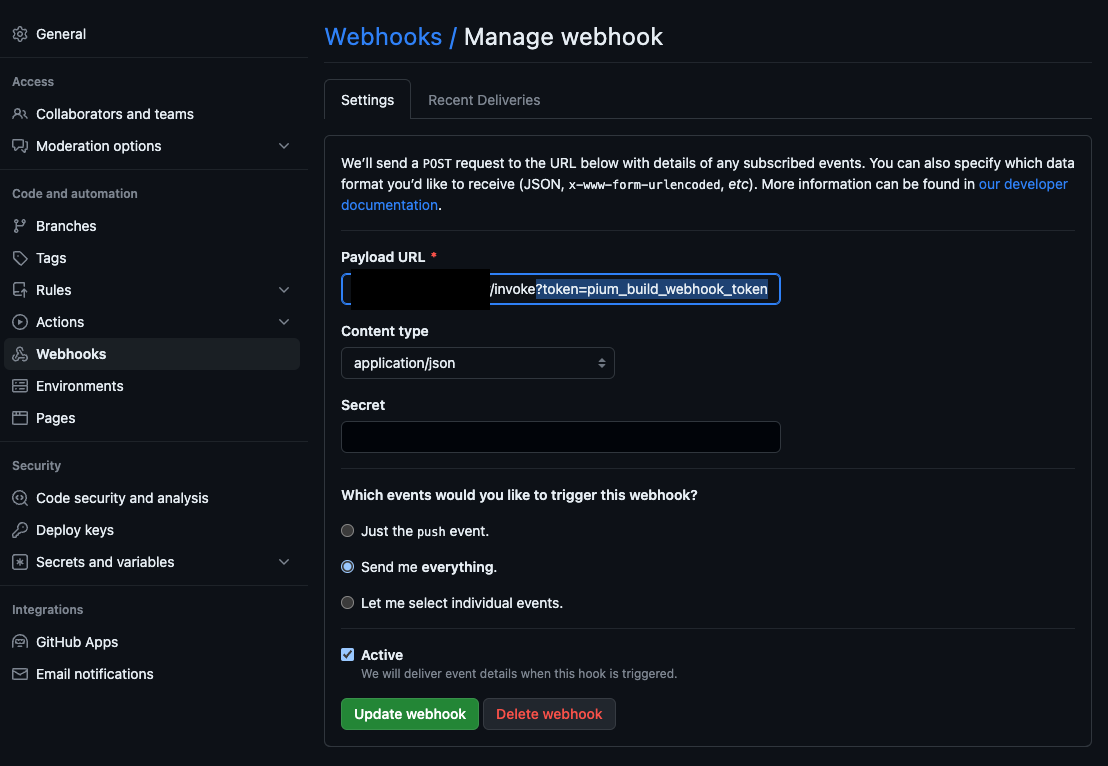 General
Access
Collaborators and teams
Moderation options
Code and automation
Branches
Tags
Rules
Actions
Webhooks
Environments
Pages
Security
Code security and analysis
Deploy keys
Secrets and variables
Integrations
GitHub Apps
Email notifications
Webhooks / Manage webhook
Settings
Recent Deliveries
We’ll send a POST request to the URL below with details of any subscribed events. You can also specify which data
format you’d like to receive (JSON, x-www-form-urlencoded, etc). More information can be found in our developer
documentation.
Payload URL *
/invoke?token=pium_build_webhook_token
Content type
application/json
Secret
Which events would you like to trigger this webhook?
Just the push event.
Send me everything.
Let me select individual events.
Active
We will deliver event details when this hook is triggered.
Update webhook
Delete webhook